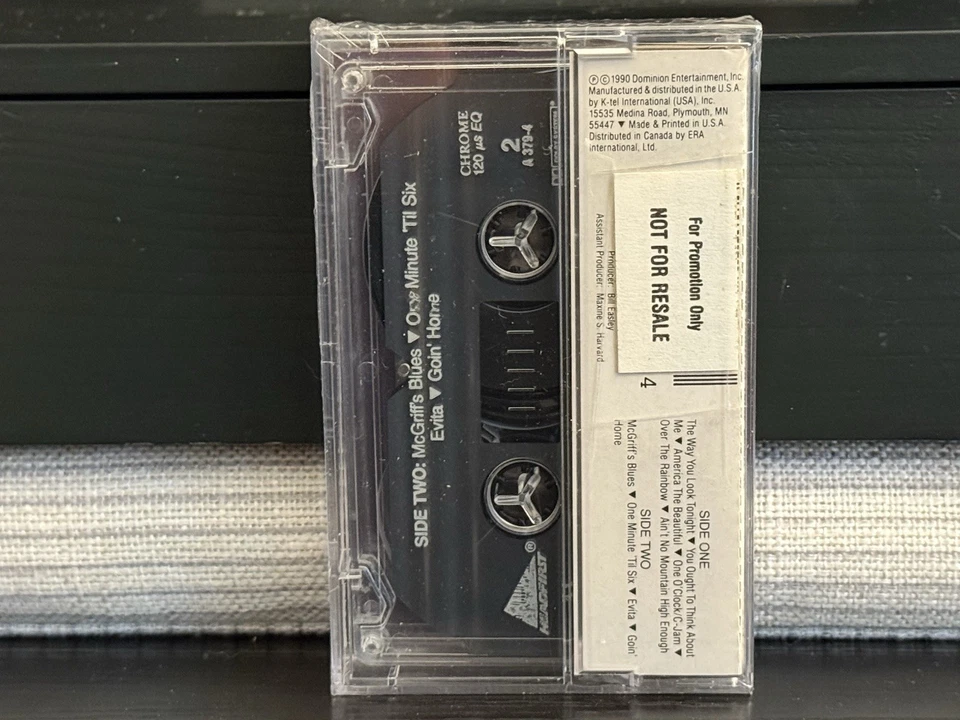 ℗©1990 Dominion Entertainment, Inc.
Manufactured & distributed in the U.S.A.
by K-tel International (USA), Inc.
15535 Medina Road, Plymouth, MN
55447 ▼ Made & Printed in U.S.A.
Distributed in Canada by ERA
International, Ltd.
For Promotion Only
NOT FOR RESALE
Producer: Bill Easley
Assistant Producer: Maxine S. Harvard
4
SIDE ONE
The Way You Look Tonight ▼ You Ought To Think About
Me ▼ America The Beautiful ▼ One O'Clock/C-Jam ▼
Over The Rainbow ▼ Ain't No Mountain High Enough
SIDE TWO
McGriff's Blues ▼ One Minute 'Til Six ▼ Evita ▼ Goin'
Home
CHROME
120 µs EQ
2
A 379-4
SIDE TWO: McGriff's Blues ▼ One Minute 'Til Six
Evita ▼ Goin' Home
®